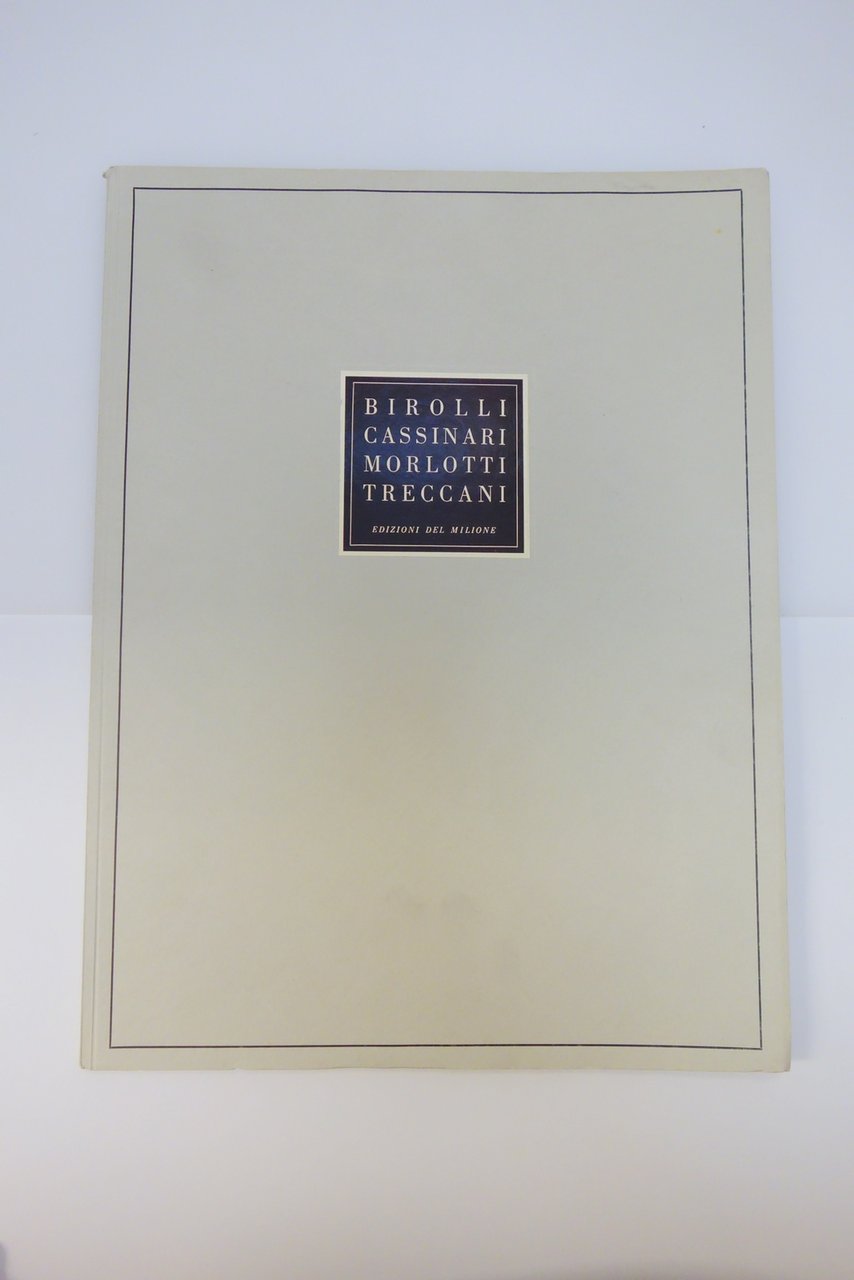 BIROLLI
CASSINARI
MORLOTTI
TRECCANI
EDIZIONI DEL MILIONE